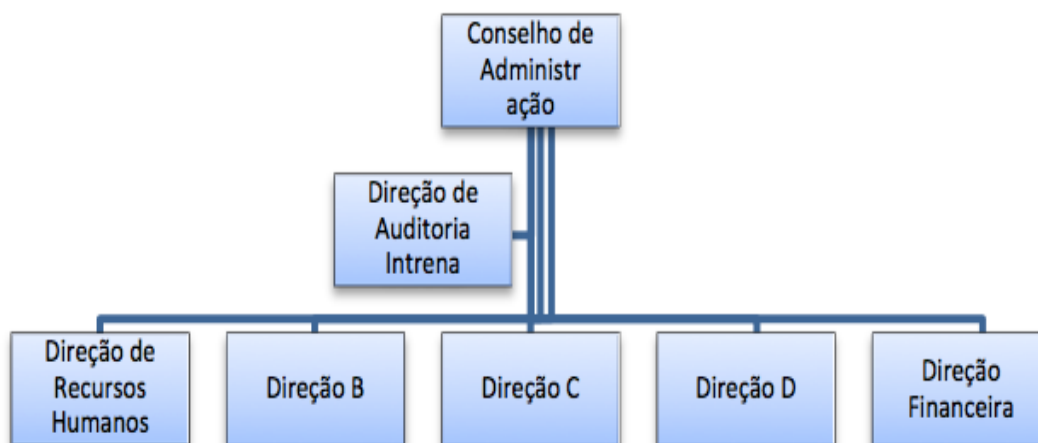 Conselho de
Administr
ação
Direção de
Auditoria
Intrena
Direção de
Recursos
Humanos
Direção B
Direção C
Direção D
Direção
Financeira